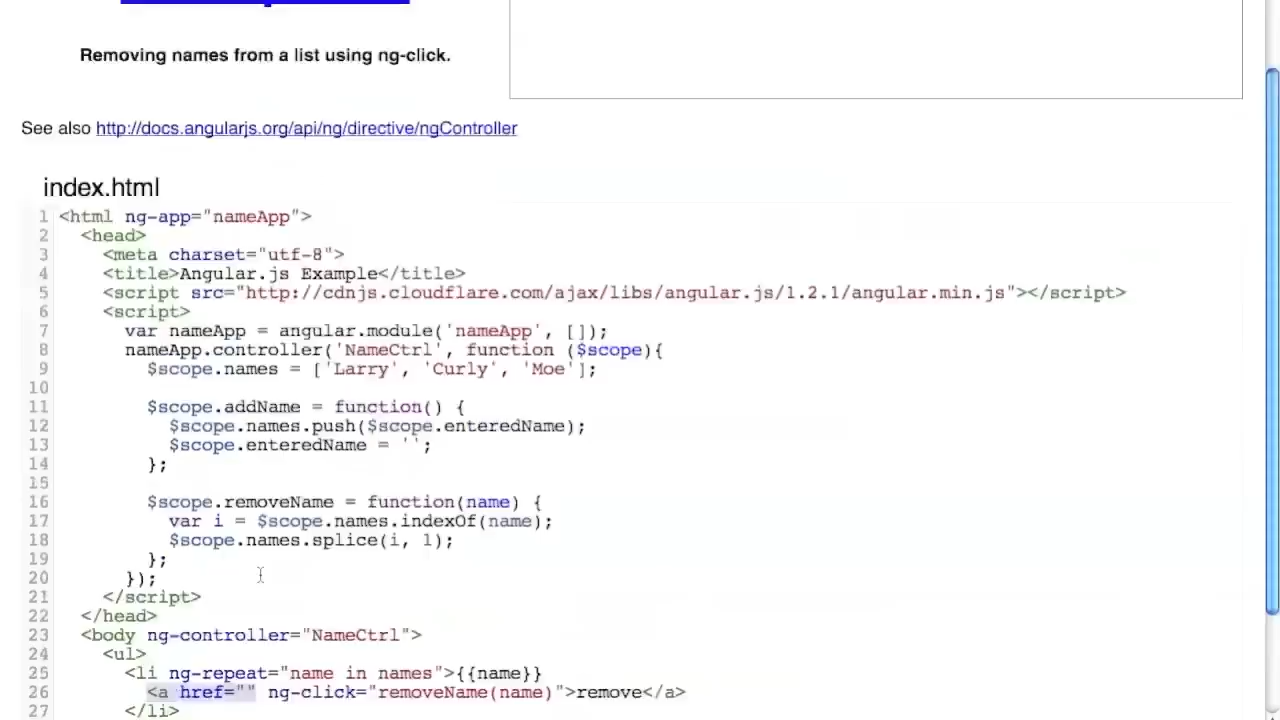 Removing names from a list using ng-click.
See also http://docs.angularjs.org/api/ng/directive/ngController
index.html
1 <html ng-app="nameApp">
2 <head>
3 <meta charset="utf-8">
4 <title>Angular.js Example</title>
5 <script src="http://cdnjs.cloudflare.com/ajax/libs/angular.js/1.2.1/angular.min.js"></script>
6 <script>
7 var nameApp = angular.module('nameApp', []);
8 nameApp.controller('NameCtrl', function ($scope){
9 $scope.names = ['Larry', 'Curly', 'Moe'];
10
11 $scope.addName = function() {
12 $scope.names.push($scope.enteredName);
13 $scope.enteredName = '';
14 };
15
16 $scope.removeName = function(name) {
17 var i = $scope.names.indexOf(name);
18 $scope.names.splice(i, 1);
19 };
20 });
21 </script>
22 </head>
23 <body ng-controller="NameCtrl">
24 <ul>
25 <li ng-repeat="name in names">{{name}}
26 <a href="" ng-click="removeName(name)">remove</a>
27 </li>